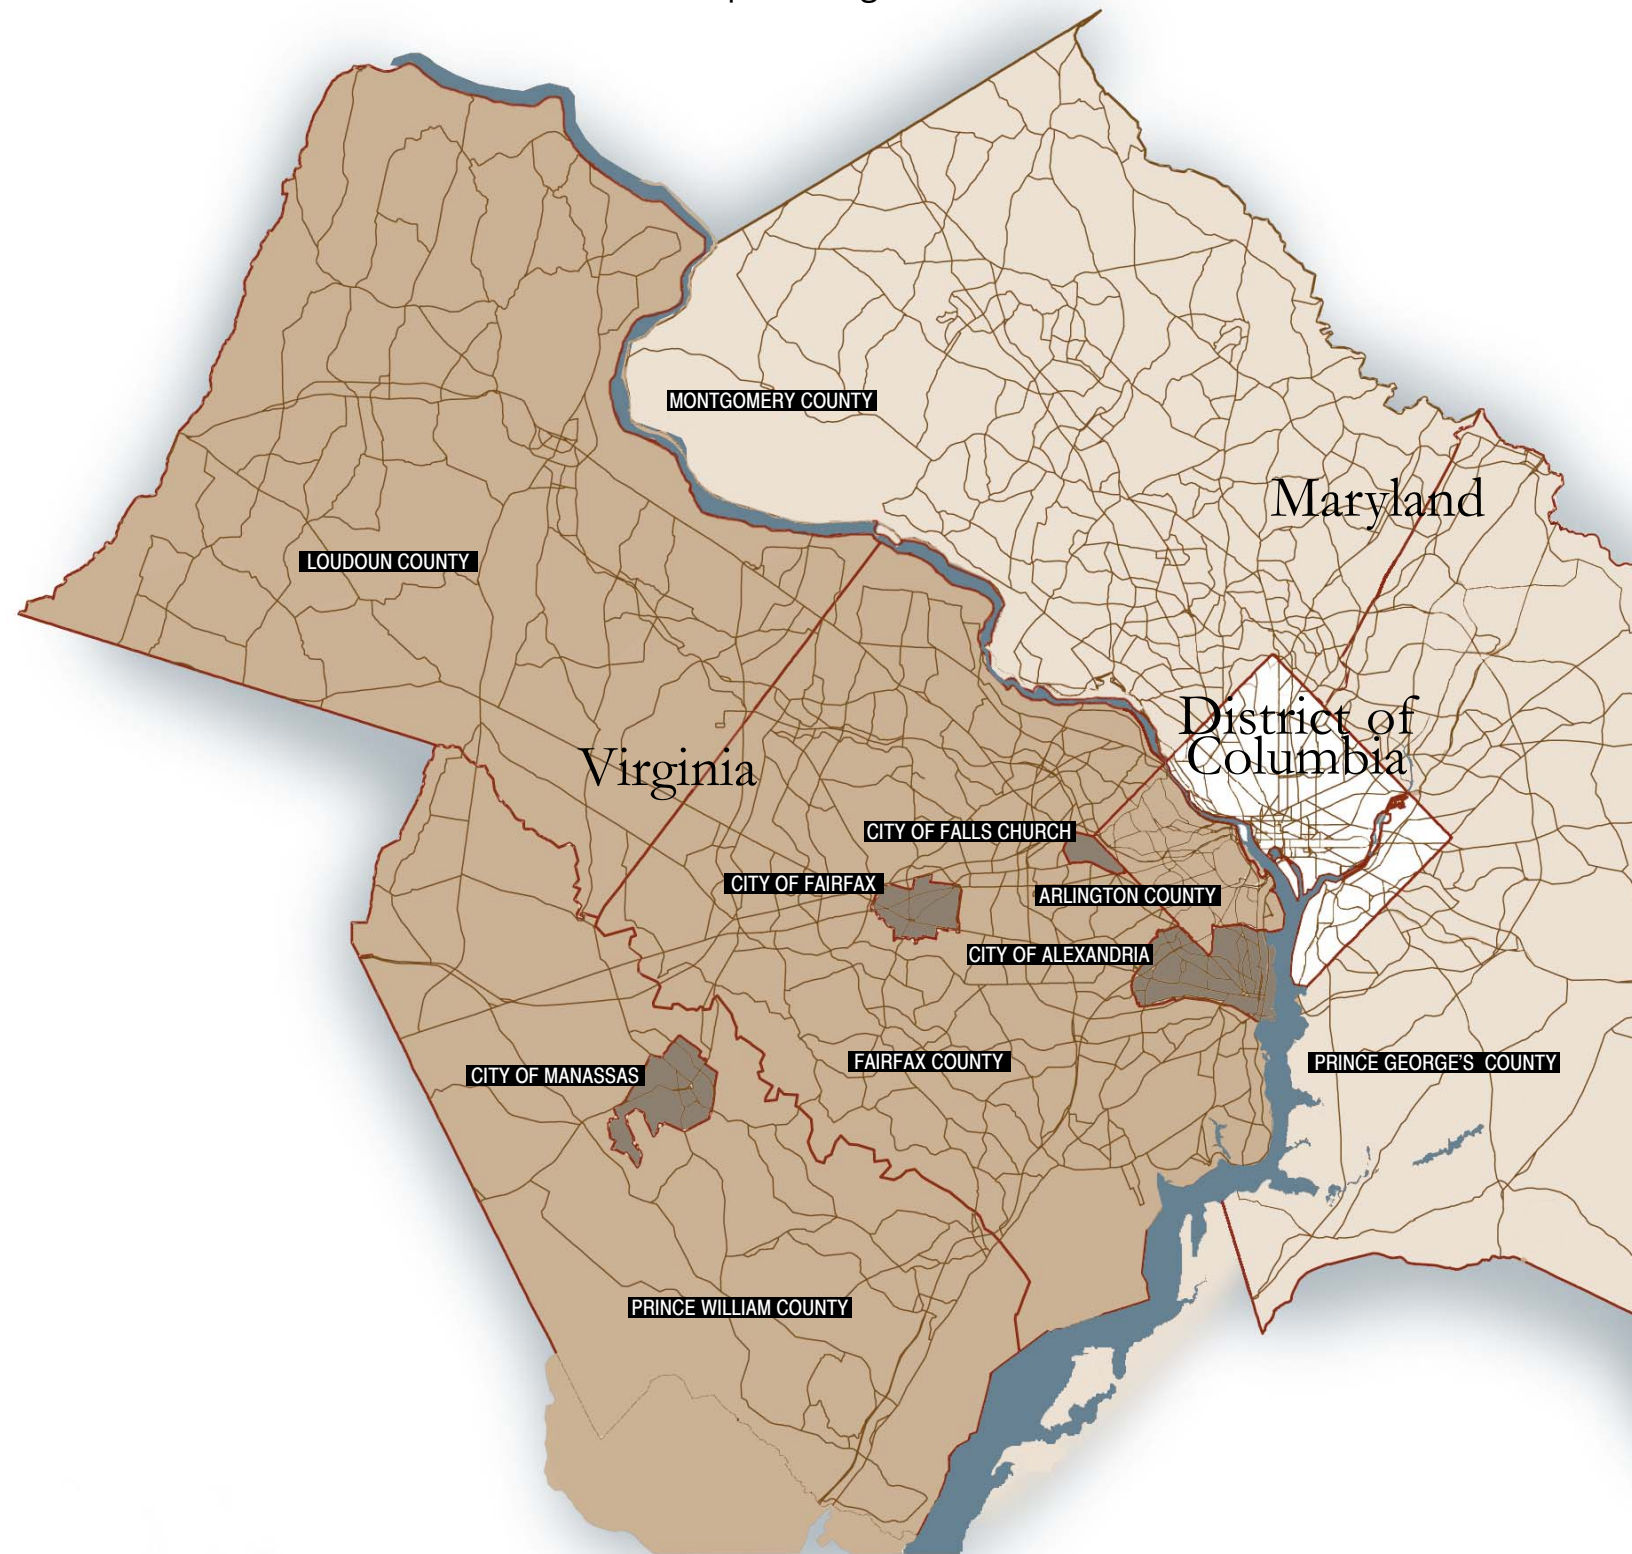 MONTGOMERY COUNTY
Maryland
LOUDOUN COUNTY
District of
Columbia
Virginia
CITY OF FALLS CHURCH
CITY OF FAIRFAX
ARLINGTON COUNTY
CITY OF ALEXANDRIA
FAIRFAX COUNTY
PRINCE GEORGE'S COUNTY
CITY OF MANASSAS
PRINCE WILLIAM COUNTY